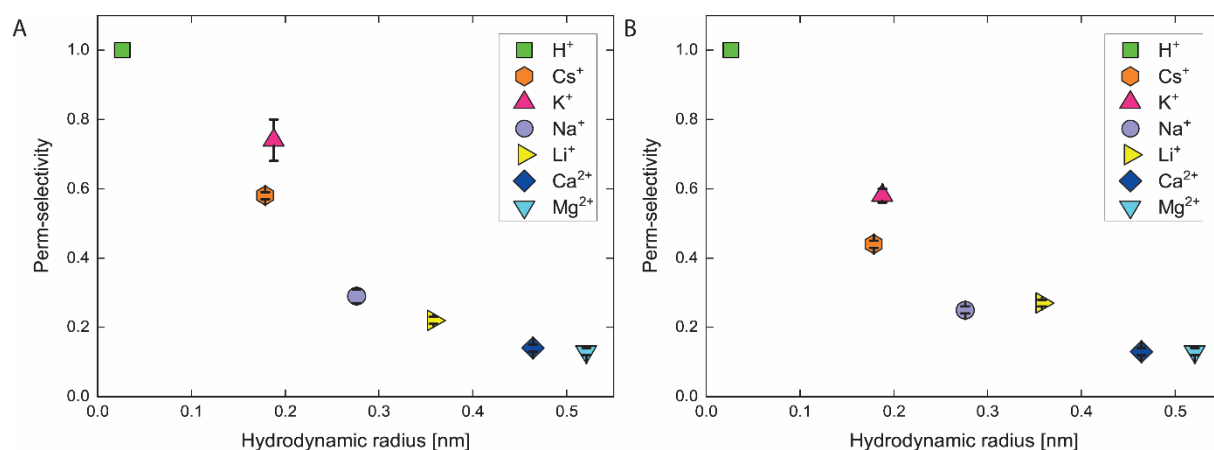 A
Perm-selectivity
1.0
0.8
0.6
0.4
0.2
0.0
H⁺
Cs⁺
K⁺
Na⁺
Li⁺
Ca²⁺
Mg²⁺
0.0 0.1 0.2 0.3 0.4 0.5
Hydrodynamic radius [nm]
B
Perm-selectivity
1.0
0.8
0.6
0.4
0.2
0.0
H⁺
Cs⁺
K⁺
Na⁺
Li⁺
Ca²⁺
Mg²⁺
0.0 0.1 0.2 0.3 0.4 0.5
Hydrodynamic radius [nm]